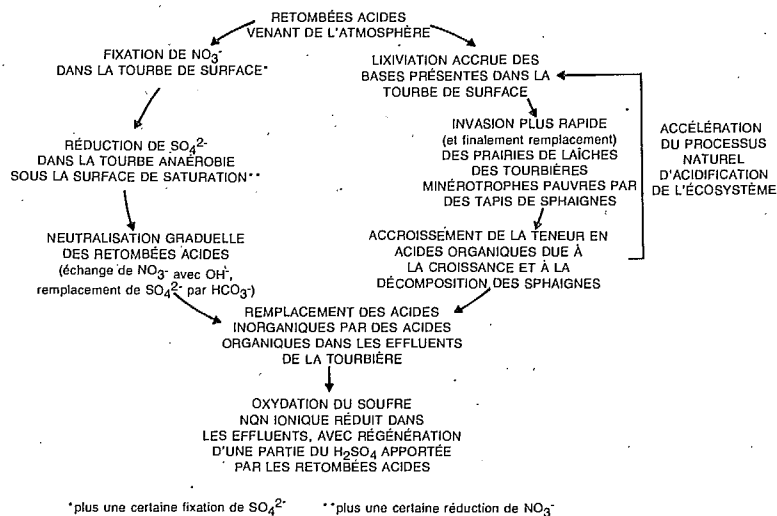 RETOMBÉES ACIDES
VENANT DE L'ATMOSPHÈRE
FIXATION DE NO₃⁻
DANS LA TOURBE DE SURFACE*
RÉDUCTION DE SO₄²⁻
DANS LA TOURBE ANAÉROBIE
SOUS LA SURFACE DE SATURATION**
NEUTRALISATION GRADUELLE
DES RETOMBÉES ACIDES
(échange de NO₃⁻ avec OH⁻,
remplacement de SO₄²⁻ par HCO₃⁻)
LIXIVIATION ACCRUE DES
BASES PRÉSENTES DANS LA
TOURBE DE SURFACE
INVASION PLUS RAPIDE
(et finalement remplacement)
DES PRAIRIES DE LAÎCHES
DES TOURBIÈRES
MINÉROTROPHES PAUVRES PAR
DES TAPIS DE SPHAIGNES
ACCROISSEMENT DE LA TENEUR EN
ACIDES ORGANIQUES DUE À
LA CROISSANCE ET À LA
DÉCOMPOSITION DES SPHAIGNES
ACCÉLÉRATION
DU PROCESSUS
NATUREL
D'ACIDIFICATION
DE L'ÉCOSYSTÈME
REMPLACEMENT DES ACIDES
INORGANIQUES PAR DES ACIDES
ORGANIQUES DANS LES EFFLUENTS
DE LA TOURBIÈRE
OXYDATION DU SOUFRE
NON IONIQUE RÉDUIT DANS
LES EFFLUENTS, AVEC RÉGÉNÉRATION
D'UNE PARTIE DU H₂SO₄ APPORTÉE
PAR LES RETOMBÉES ACIDES
*plus une certaine fixation de SO₄²⁻ **plus une certaine réduction de NO₃⁻